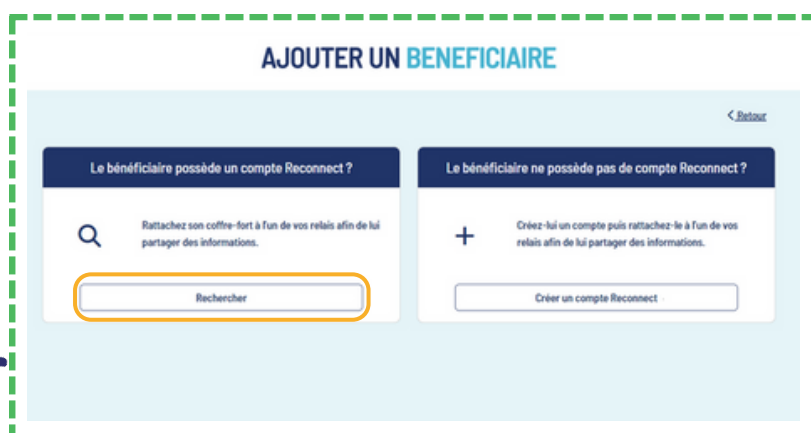 AJOUTER UN BENEFICIAIRE
< Retour
Le bénéficiaire possède un compte Reconnect ?
Rattachez son coffre-fort à l'un de vos relais afin de lui
partager des informations.
Rechercher
Le bénéficiaire ne possède pas de compte Reconnect ?
Créez-lui un compte puis rattachez-le à l'un de vos
relais afin de lui partager des informations.
Créer un compte Reconnect